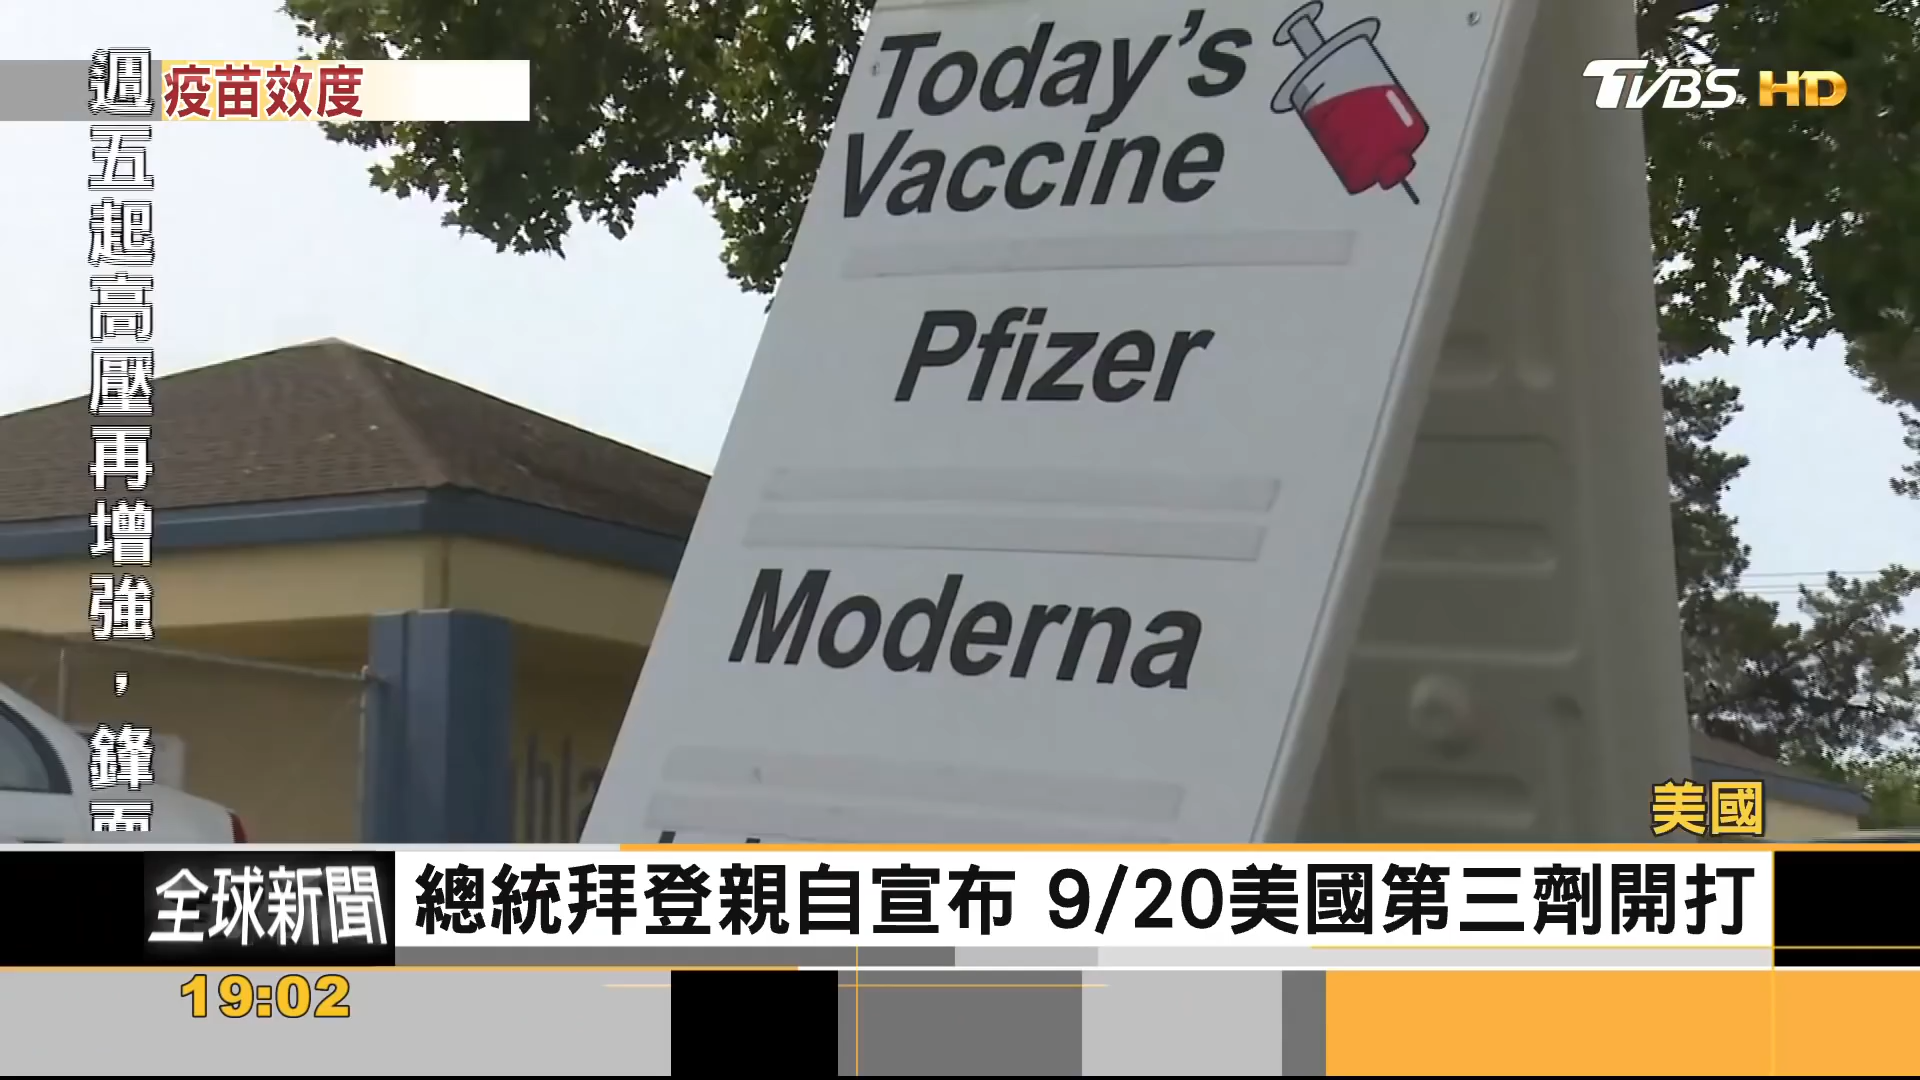 週五起高壓再增強，鋒面
疫苗效度
TVBS HD
Today's
Vaccine
Pfizer
Moderna
美國
全球新聞
總統拜登親自宣布 9/20美國第三劑開打
19:02